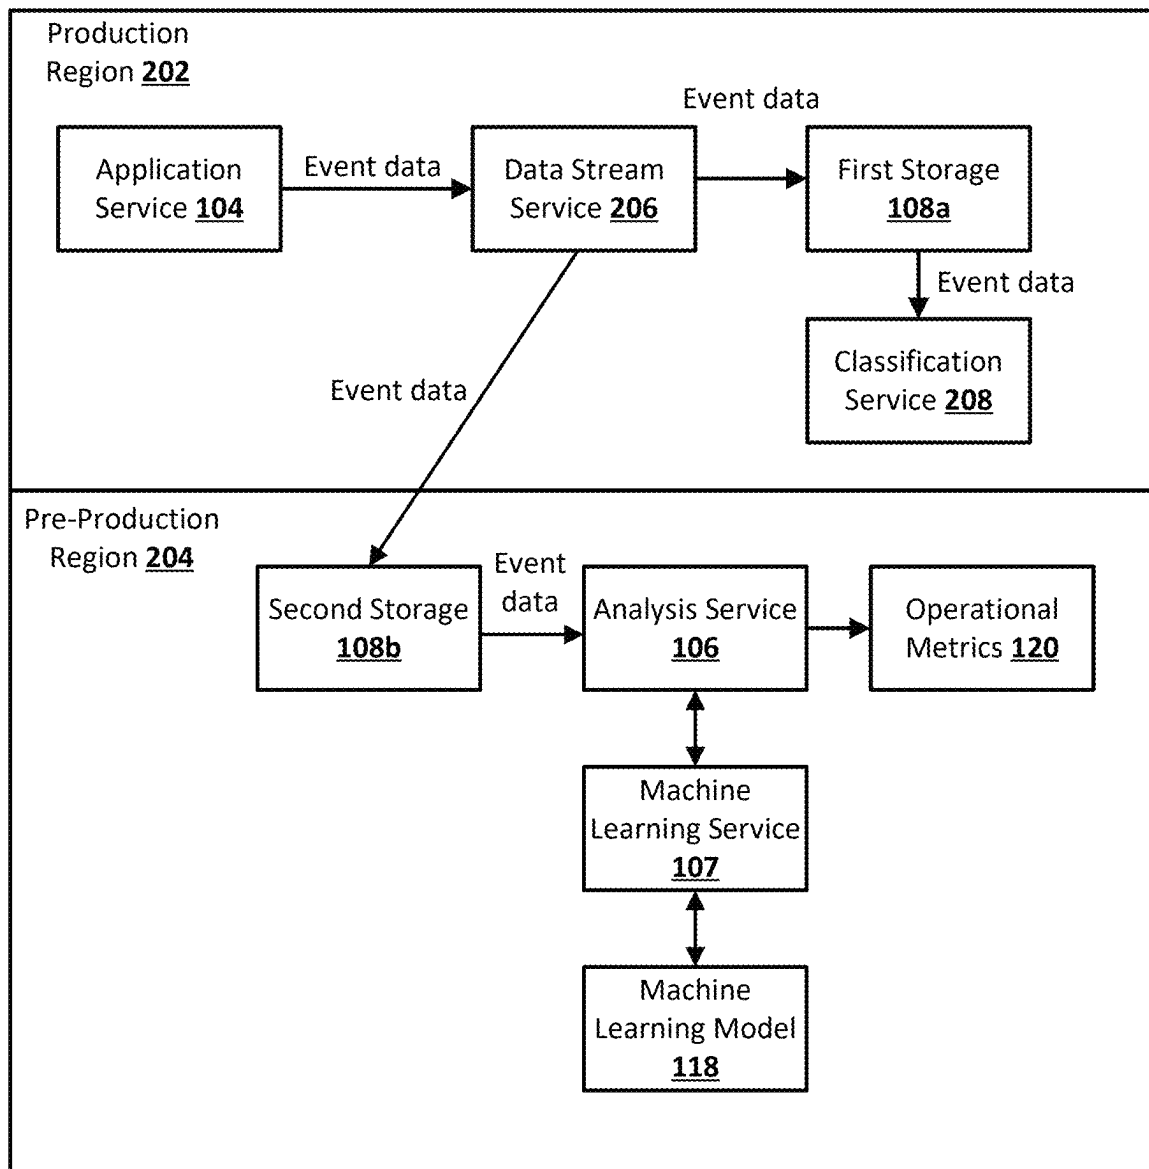 Production
Region 202
Event data
Application
Service 104
Event data
Data Stream
Service 206
First Storage
108a
Event data
Classification
Service 208
Event data
Pre-Production
Region 204
Second Storage
108b
Event
data
Analysis Service
106
Operational
Metrics 120
Machine
Learning Service
107
Machine
Learning Model
118